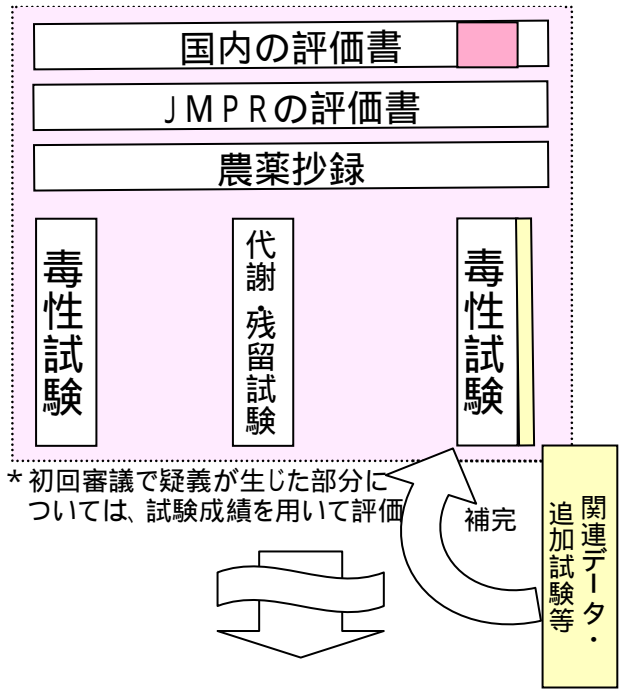 国内の評価書
JMPRの評価書
農薬抄録
毒性試験
代謝・残留試験
毒性試験
*初回審議で疑義が生じた部分に
ついては、試験成績を用いて評価
補完
関連データ・
追加試験等